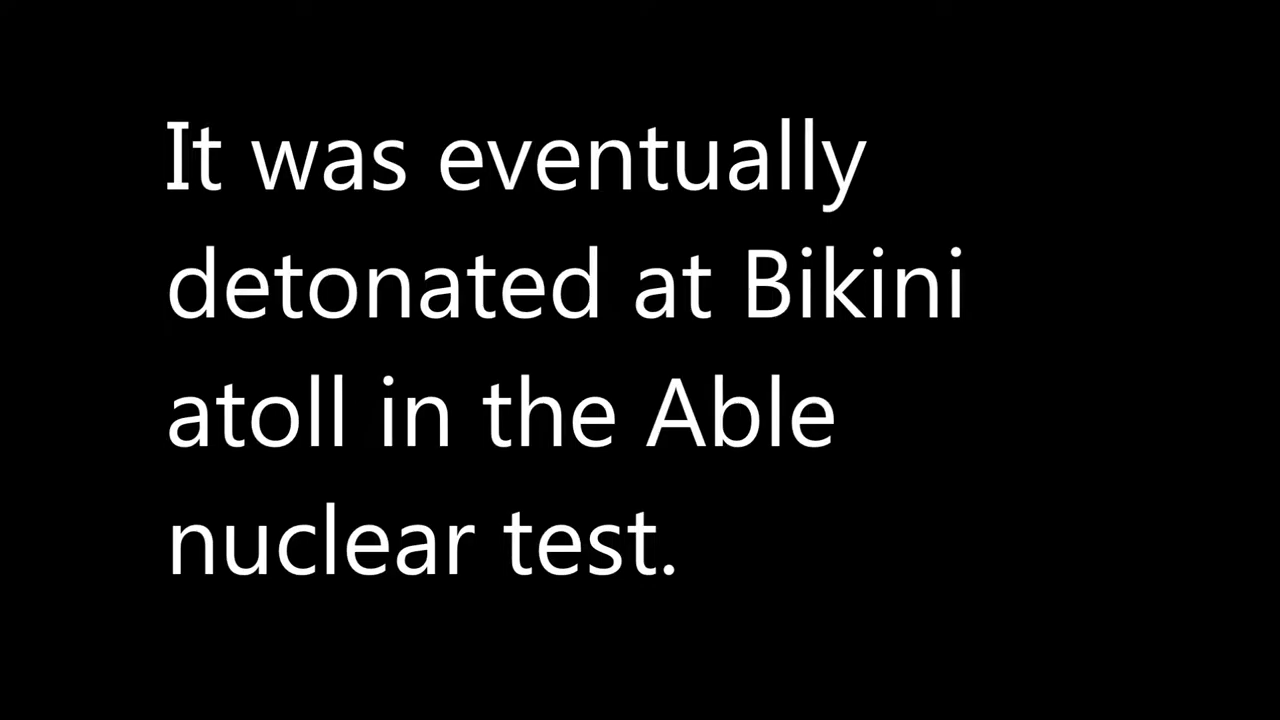 It was eventually
detonated at Bikini
atoll in the Able
nuclear test.